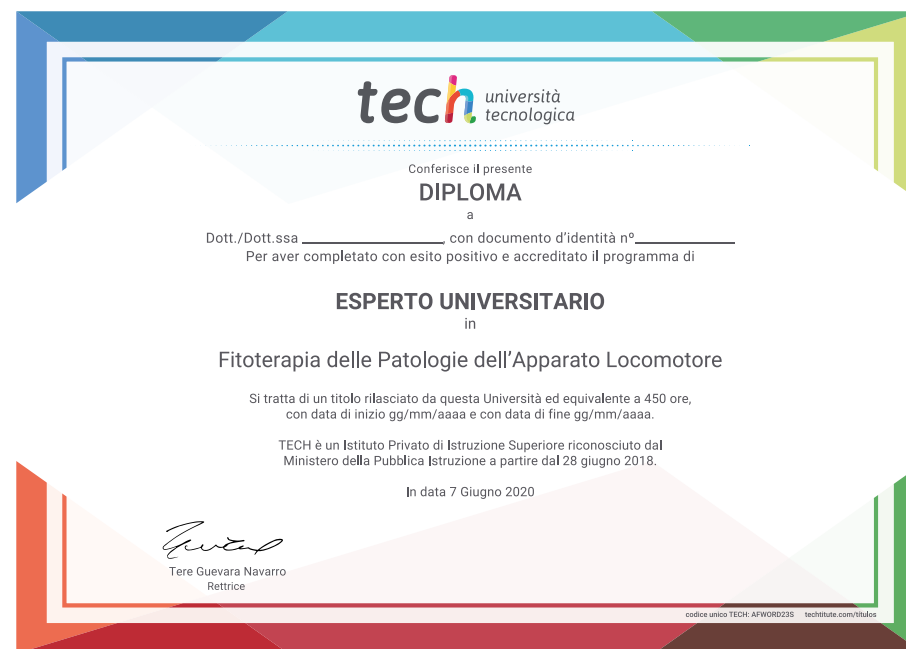 tech università
tecnologica
Conferisce il presente
DIPLOMA
a
Dott./Dott.ssa ____________________, con documento d'identità nº______________
Per aver completato con esito positivo e accreditato il programma di
ESPERTO UNIVERSITARIO
in
Fitoterapia delle Patologie dell'Apparato Locomotore
Si tratta di un titolo rilasciato da questa Università ed equivalente a 450 ore,
con data di inizio gg/mm/aaaa e con data di fine gg/mm/aaaa.
TECH è un Istituto Privato di Istruzione Superiore riconosciuto dal
Ministero della Pubblica Istruzione a partire dal 28 giugno 2018.
In data 7 Giugno 2020
Tere Guevara Navarro
Rettrice
codice unico TECH: AFWORD23S techtitute.com/titulos